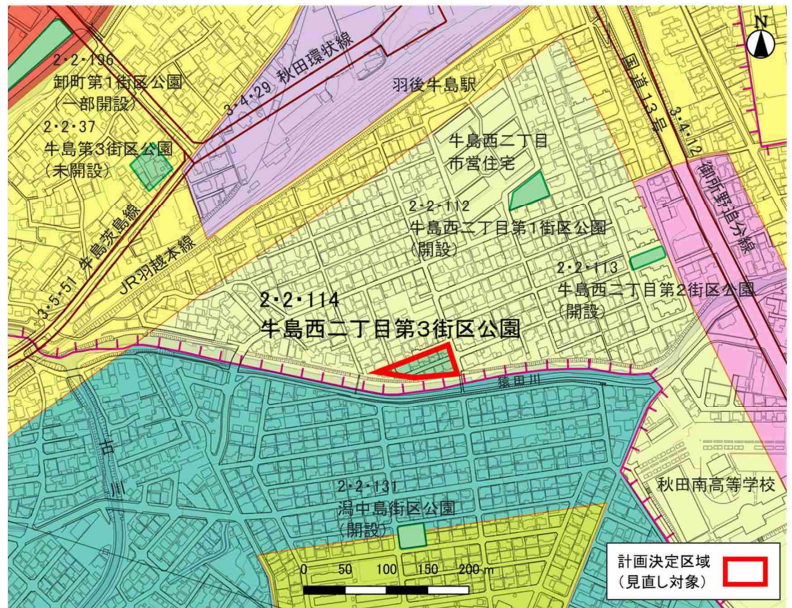 N
2・2・196
卸町第1街区公園
(一部開設)
2・2・37
牛島第3街区公園
(未開設)
3・4・29 秋田環状線
羽後牛島駅
国道13号
3・4・12 御所野追分線
牛島西二丁目
市営住宅
2・2・112
牛島西二丁目第1街区公園
(開設)
2・2・113
牛島西二丁目第2街区公園
(開設)
3・5・51 牛島茨島線
JR羽越本線
2・2・114
牛島西二丁目第3街区公園
猿田川
古川
秋田南高等学校
2・2・131
潟中島街区公園
(開設)
0 50 100 150 200 m
計画決定区域
(見直し対象)